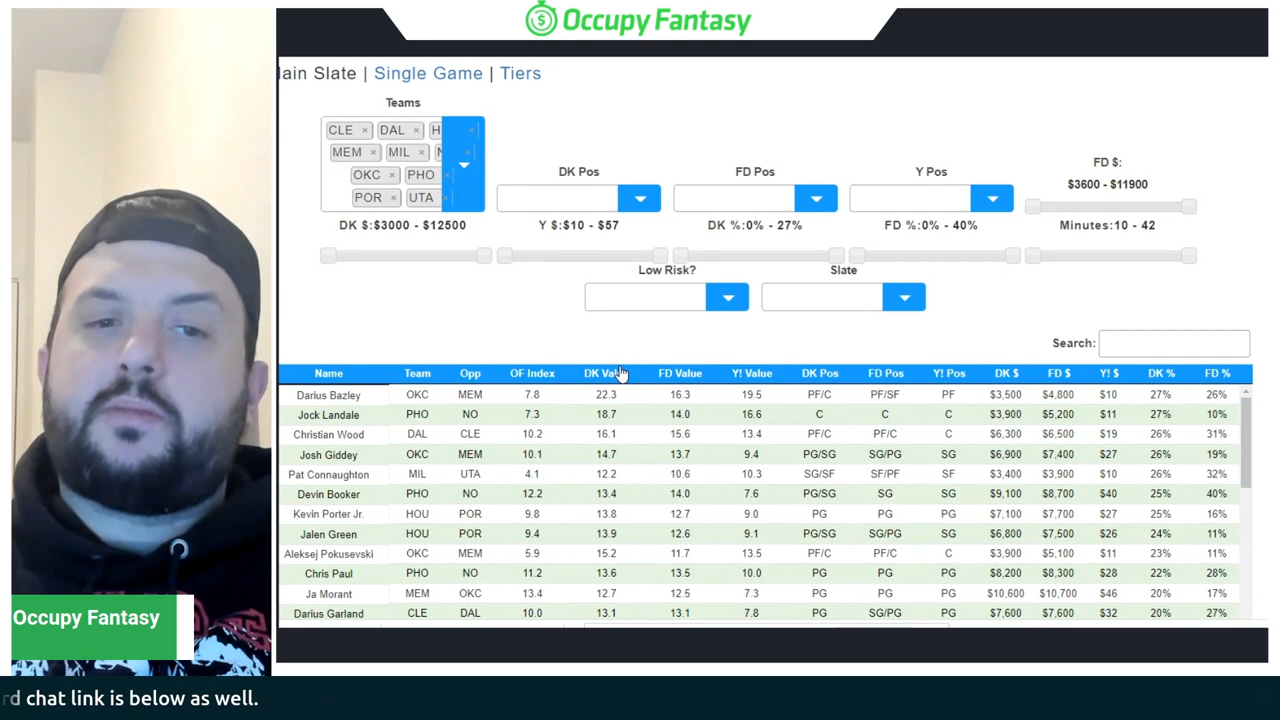 Occupy Fantasy
ain Slate | Single Game | Tiers
Teams
CLE × DAL × H ×
MEM × MIL × N ×
OKC × PHO ×
POR × UTA ×
DK Pos
FD Pos
Y Pos
FD $:
$3600 - $11900
DK $:$3000 - $12500
Y $:$10 - $57
DK %:0% - 27%
FD %:0% - 40%
Minutes:10 - 42
Low Risk?
Slate
Search:
Name Team Opp OF Index DK Val FD Value Y! Value DK Pos FD Pos Y! Pos DK $ FD $ Y! $ DK % FD %
Darius Bazley OKC MEM 7.8 22.3 16.3 19.5 PF/C PF/SF PF $3,500 $4,800 $10 27% 26%
Jock Landale PHO NO 7.3 18.7 14.0 16.6 C C C $3,900 $5,200 $11 27% 10%
Christian Wood DAL CLE 10.2 16.1 15.6 13.4 PF/C PF/C C $6,300 $6,500 $19 26% 31%
Josh Giddey OKC MEM 10.1 14.7 13.7 9.4 PG/SG SG/PG SG $6,900 $7,400 $27 26% 19%
Pat Connaughton MIL UTA 4.1 12.2 10.6 10.3 SG/SF SF/PF SF $3,400 $3,900 $10 26% 32%
Devin Booker PHO NO 12.2 13.4 14.0 7.6 PG/SG SG SG $9,100 $8,700 $40 25% 40%
Kevin Porter Jr. HOU POR 9.8 13.8 12.7 9.0 PG PG PG $7,100 $7,700 $27 25% 16%
Jalen Green HOU POR 9.4 13.9 12.6 9.1 PG/SG SG/PG SG $6,800 $7,500 $26 24% 11%
Aleksej Pokusevski OKC MEM 5.9 15.2 11.7 13.5 PF/C PF/C C $3,900 $5,100 $11 23% 11%
Chris Paul PHO NO 11.2 13.6 13.5 10.0 PG PG PG $8,200 $8,300 $28 22% 28%
Ja Morant MEM OKC 13.4 12.7 12.5 7.3 PG PG PG $10,600 $10,700 $46 20% 17%
Darius Garland CLE DAL 10.0 13.1 13.1 7.8 PG SG/PG PG $7,600 $7,600 $32 20% 27%
Occupy Fantasy
rd chat link is below as well.